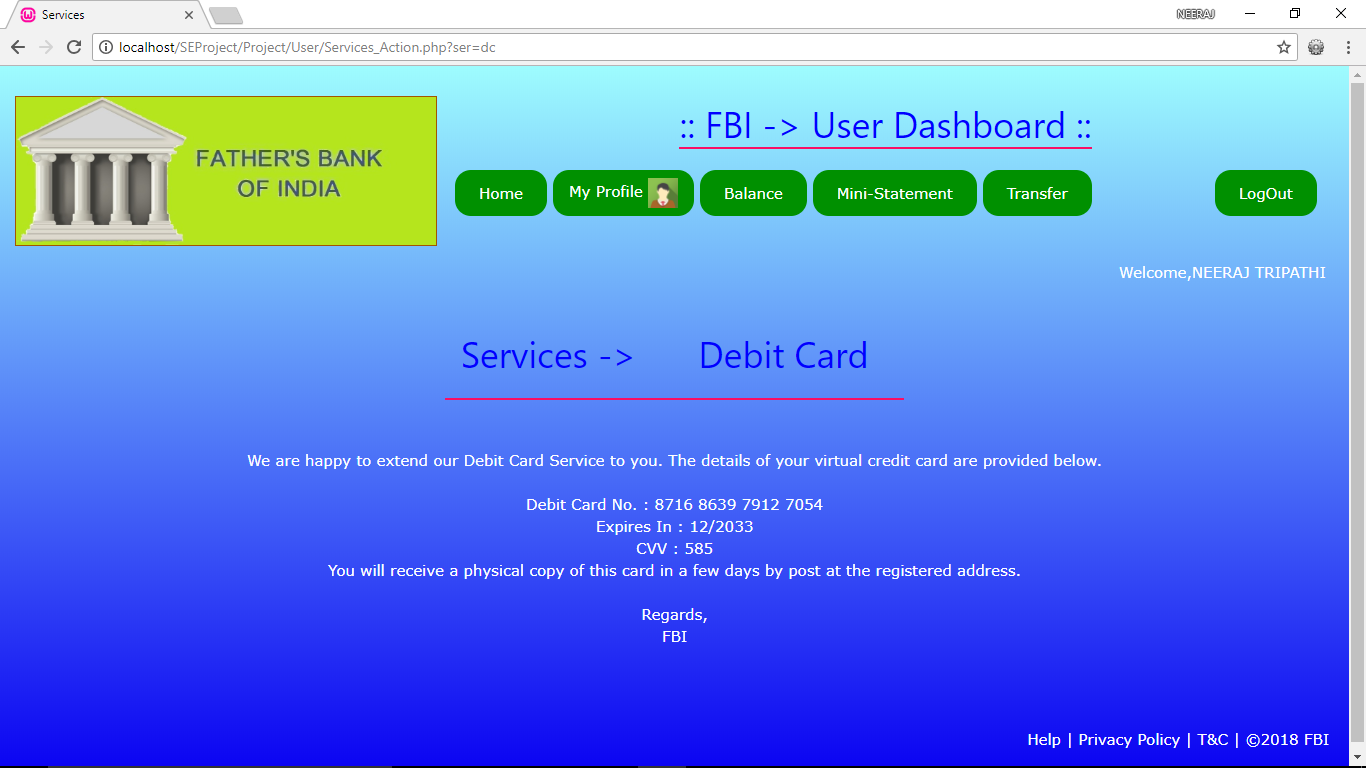 Services
NEERAJ
localhost/SEProject/Project/User/Services_Action.php?ser=dc
FATHER'S BANK
OF INDIA
:: FBI -> User Dashboard ::
Home
My Profile
Balance
Mini-Statement
Transfer
LogOut
Welcome,NEERAJ TRIPATHI
Services -> Debit Card
We are happy to extend our Debit Card Service to you. The details of your virtual credit card are provided below.
Debit Card No. : 8716 8639 7912 7054
Expires In : 12/2033
CVV : 585
You will receive a physical copy of this card in a few days by post at the registered address.
Regards,
FBI
Help | Privacy Policy | T&C | ©2018 FBI